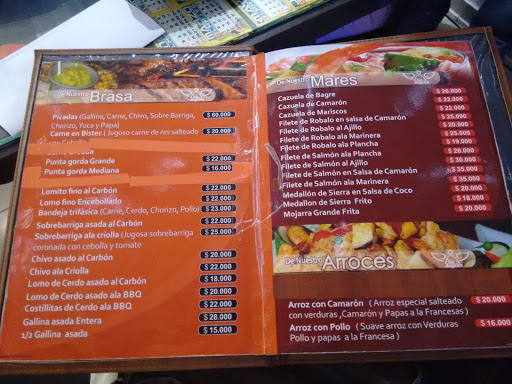 De Nuestra
Brasa
Picadas (Gallina, Carne, Chivo, Sobre Barriga, Chorizo, Yuca y Papa) $ 60.000
Carne en Bistec ( Jugoso carne de res salteado $ 20.000
Punta gorda Grande $ 22.000
Punta gorda Mediana $ 16.000
Lomito fino al Carbón $ 22.000
Lomo fino Encebollado $ 22.000
Bandeja trifásica (Carne, Cerdo, Chorizo, Pollo) $ 23.000
Sobrebarriga asada al Carbón $ 22.000
Sobrebarriga ala criolla (Jugosa sobrebarriga $ 25.000
coronada con cebolla y tomate
Chivo asado al Carbón $ 20.000
Chivo ala Criolla $ 22.000
Lomo de Cerdo asado al Carbón $ 18.000
Lomo de Cerdo asado ala BBQ $ 20.000
Costillitas de Cerdo ala BBQ $ 22.000
Gallina asada Entera $ 28.000
1/2 Gallina asada $ 15.000
De Nuestro
Mares
Cazuela de Bagre $ 20.000
Cazuela de Camarón $ 22.000
Cazuela de Mariscos $ 22.000
Filete de Robalo en salsa de Camarón $ 25.000
Filete de Robalo al Ajillo $ 20.000
Filete de Robalo ala Marinera $ 25.000
Filete de Robalo ala Plancha $ 19.000
Filete de Salmón ala Plancha $ 28.000
Filete de Salmón Al Ajillo $ 30.000
Filete de Salmón en Salsa de Camarón $ 35.000
Filete de Salmón ala Marinera $ 35.000
Medallón de Sierra en Salsa de Coco $ 20.000
Medallon de Sierra Frito $ 18.000
Mojarra Grande Frita $ 20.000
De Nuestro
Arroces
Arroz con Camarón ( Arroz especial salteado $ 20.000
con verduras ,Camarón y Papas a la Francesas )
Arroz con Pollo ( Suave arroz con Verduras $ 16.000
Pollo y papas a la Francesa )